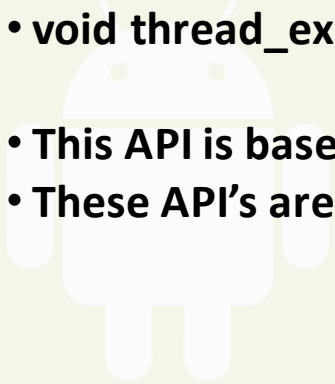 • void thread_ex
• This API is base
• These API’s are